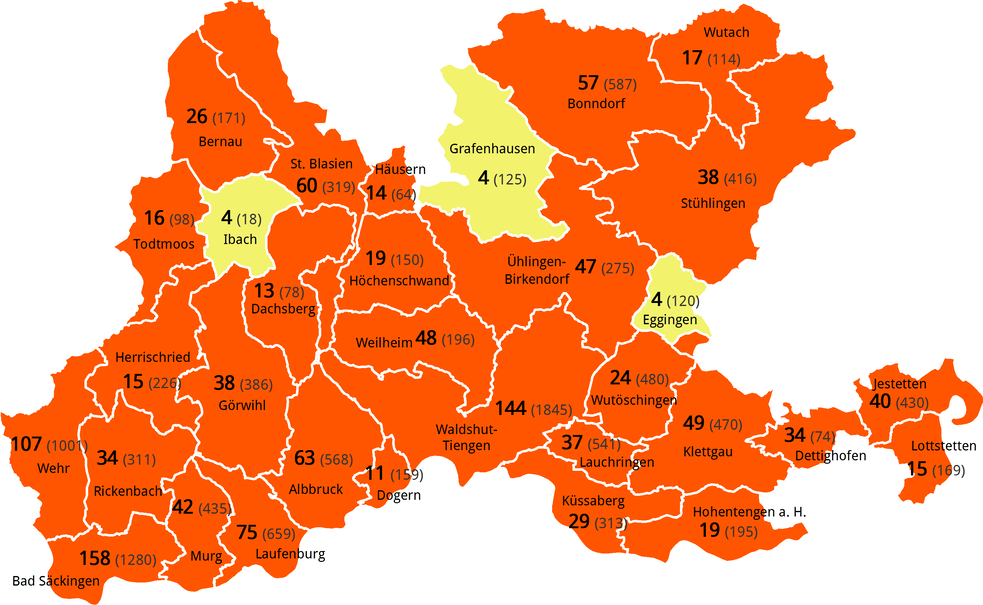 Wutach
17 (114)
57 (587)
Bonndorf
26 (171)
Bernau
Grafenhausen
4 (125)
St. Blasien
60 (319)
Häusern
14 (64)
38 (416)
Stühlingen
16 (98)
Todtmoos
4 (18)
Ibach
19 (150)
Höchenschwand
Ühlingen-
Birkendorf
47 (275)
13 (78)
Dachsberg
4 (120)
Eggingen
Weilheim 48 (196)
Herrischried
15 (226)
38 (386)
Görwihl
24 (480)
Wutöschingen
Jestetten
40 (430)
144 (1845)
Waldshut-
Tiengen
49 (470)
Klettgau
34 (74)
Dettighofen
107 (1001)
Wehr
34 (311)
Rickenbach
63 (568)
Albbruck
11 (159)
Dogern
37 (541)
Lauchringen
Lottstetten
15 (169)
42 (435)
Murg
75 (659)
Laufenburg
Küssaberg
29 (313)
Hohentengen a. H.
19 (195)
158 (1280)
Bad Säckingen